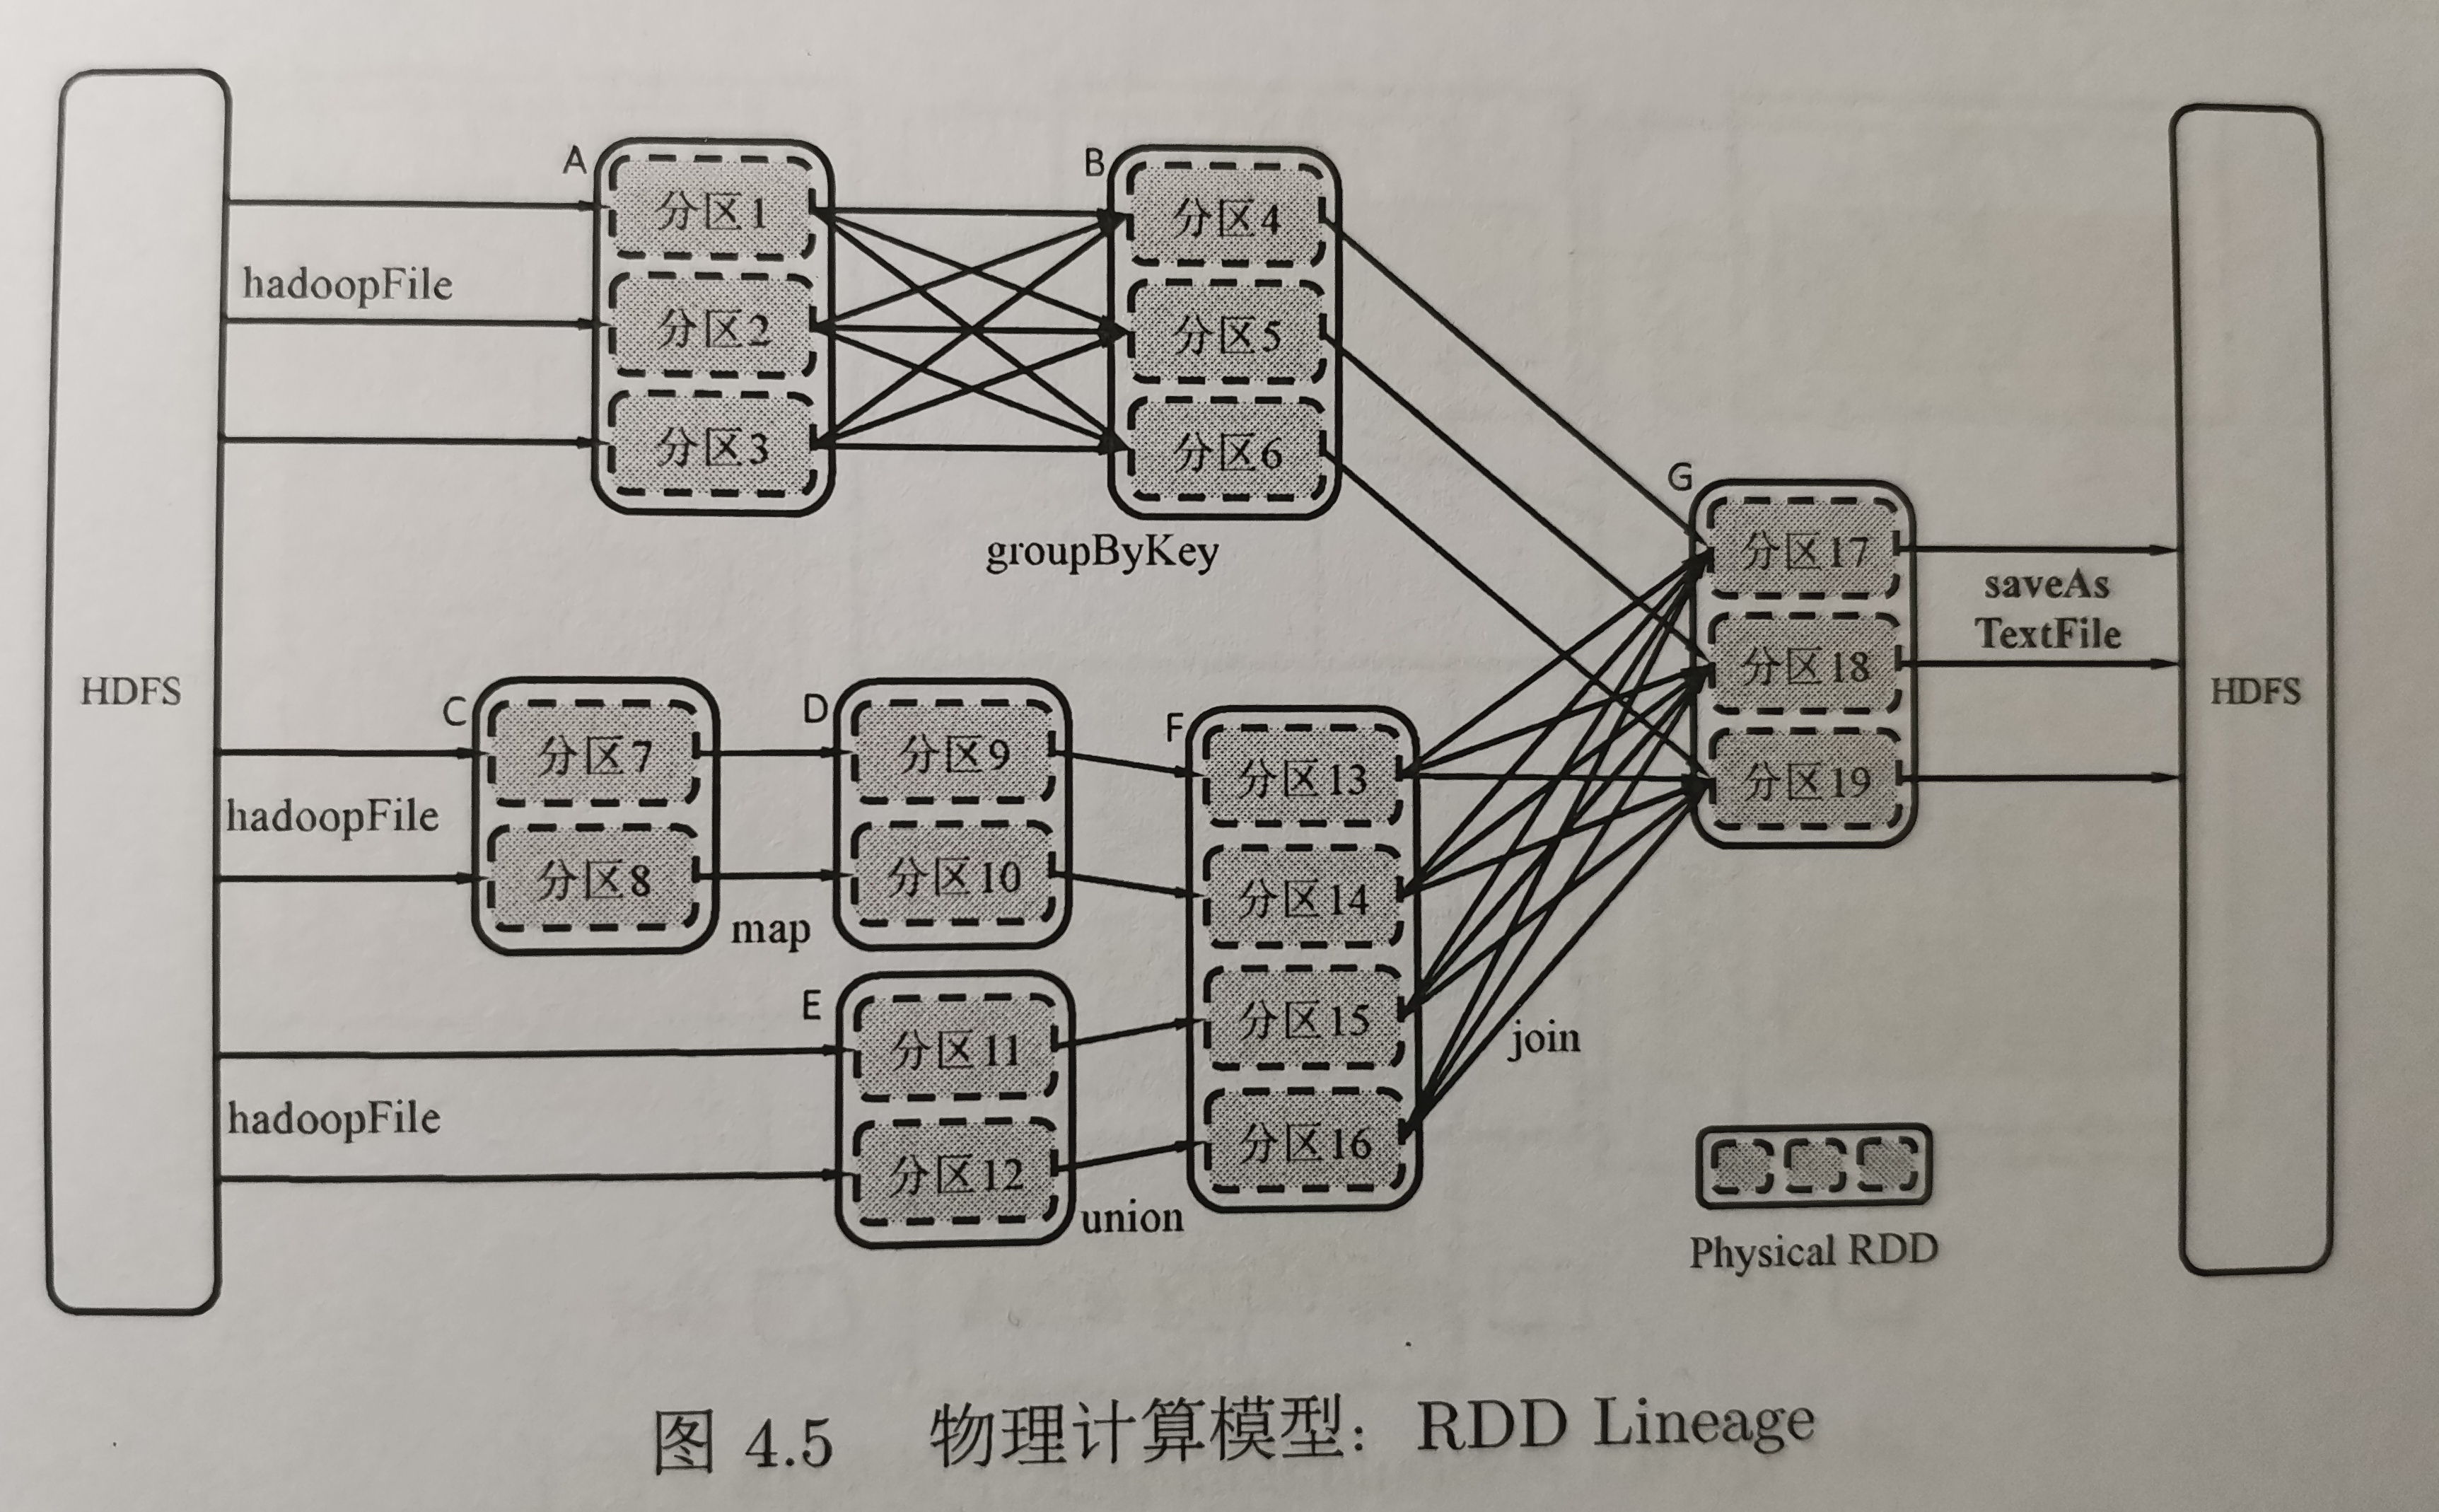 HDFS
hadoopFile
A
分区1
分区2
分区3
B
分区4
分区5
分区6
groupByKey
hadoopFile
C
分区7
分区8
map
D
分区9
分区10
hadoopFile
E
分区11
分区12
union
F
分区13
分区14
分区15
分区16
join
G
分区17
分区18
分区19
saveAs
TextFile
HDFS
Physical RDD
图 4.5 物理计算模型：RDD Lineage